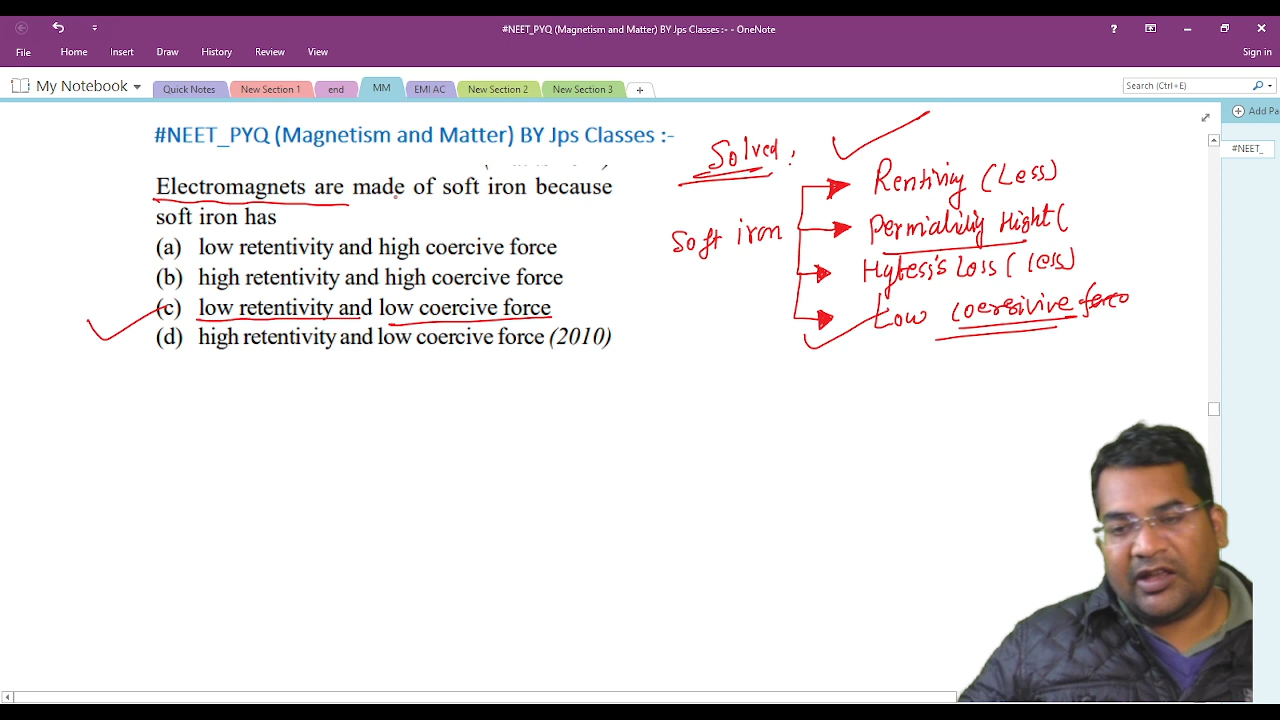 #NEET_PYQ (Magnetism and Matter) BY Jps Classes :- - OneNote
?
File Home Insert Draw History Review View
Sign in
My Notebook
Quick Notes New Section 1 end MM EMI AC New Section 2 New Section 3 +
Search (Ctrl+E)
Add Pa
#NEET_
#NEET_PYQ (Magnetism and Matter) BY Jps Classes :-
Electromagnets are made of soft iron because
soft iron has
(a) low retentivity and high coercive force
(b) high retentivity and high coercive force
(c) low retentivity and low coercive force
(d) high retentivity and low coercive force (2010)
Solved :
Soft iron
(Less)
Hight (
Loss (less)
Low coersivive force